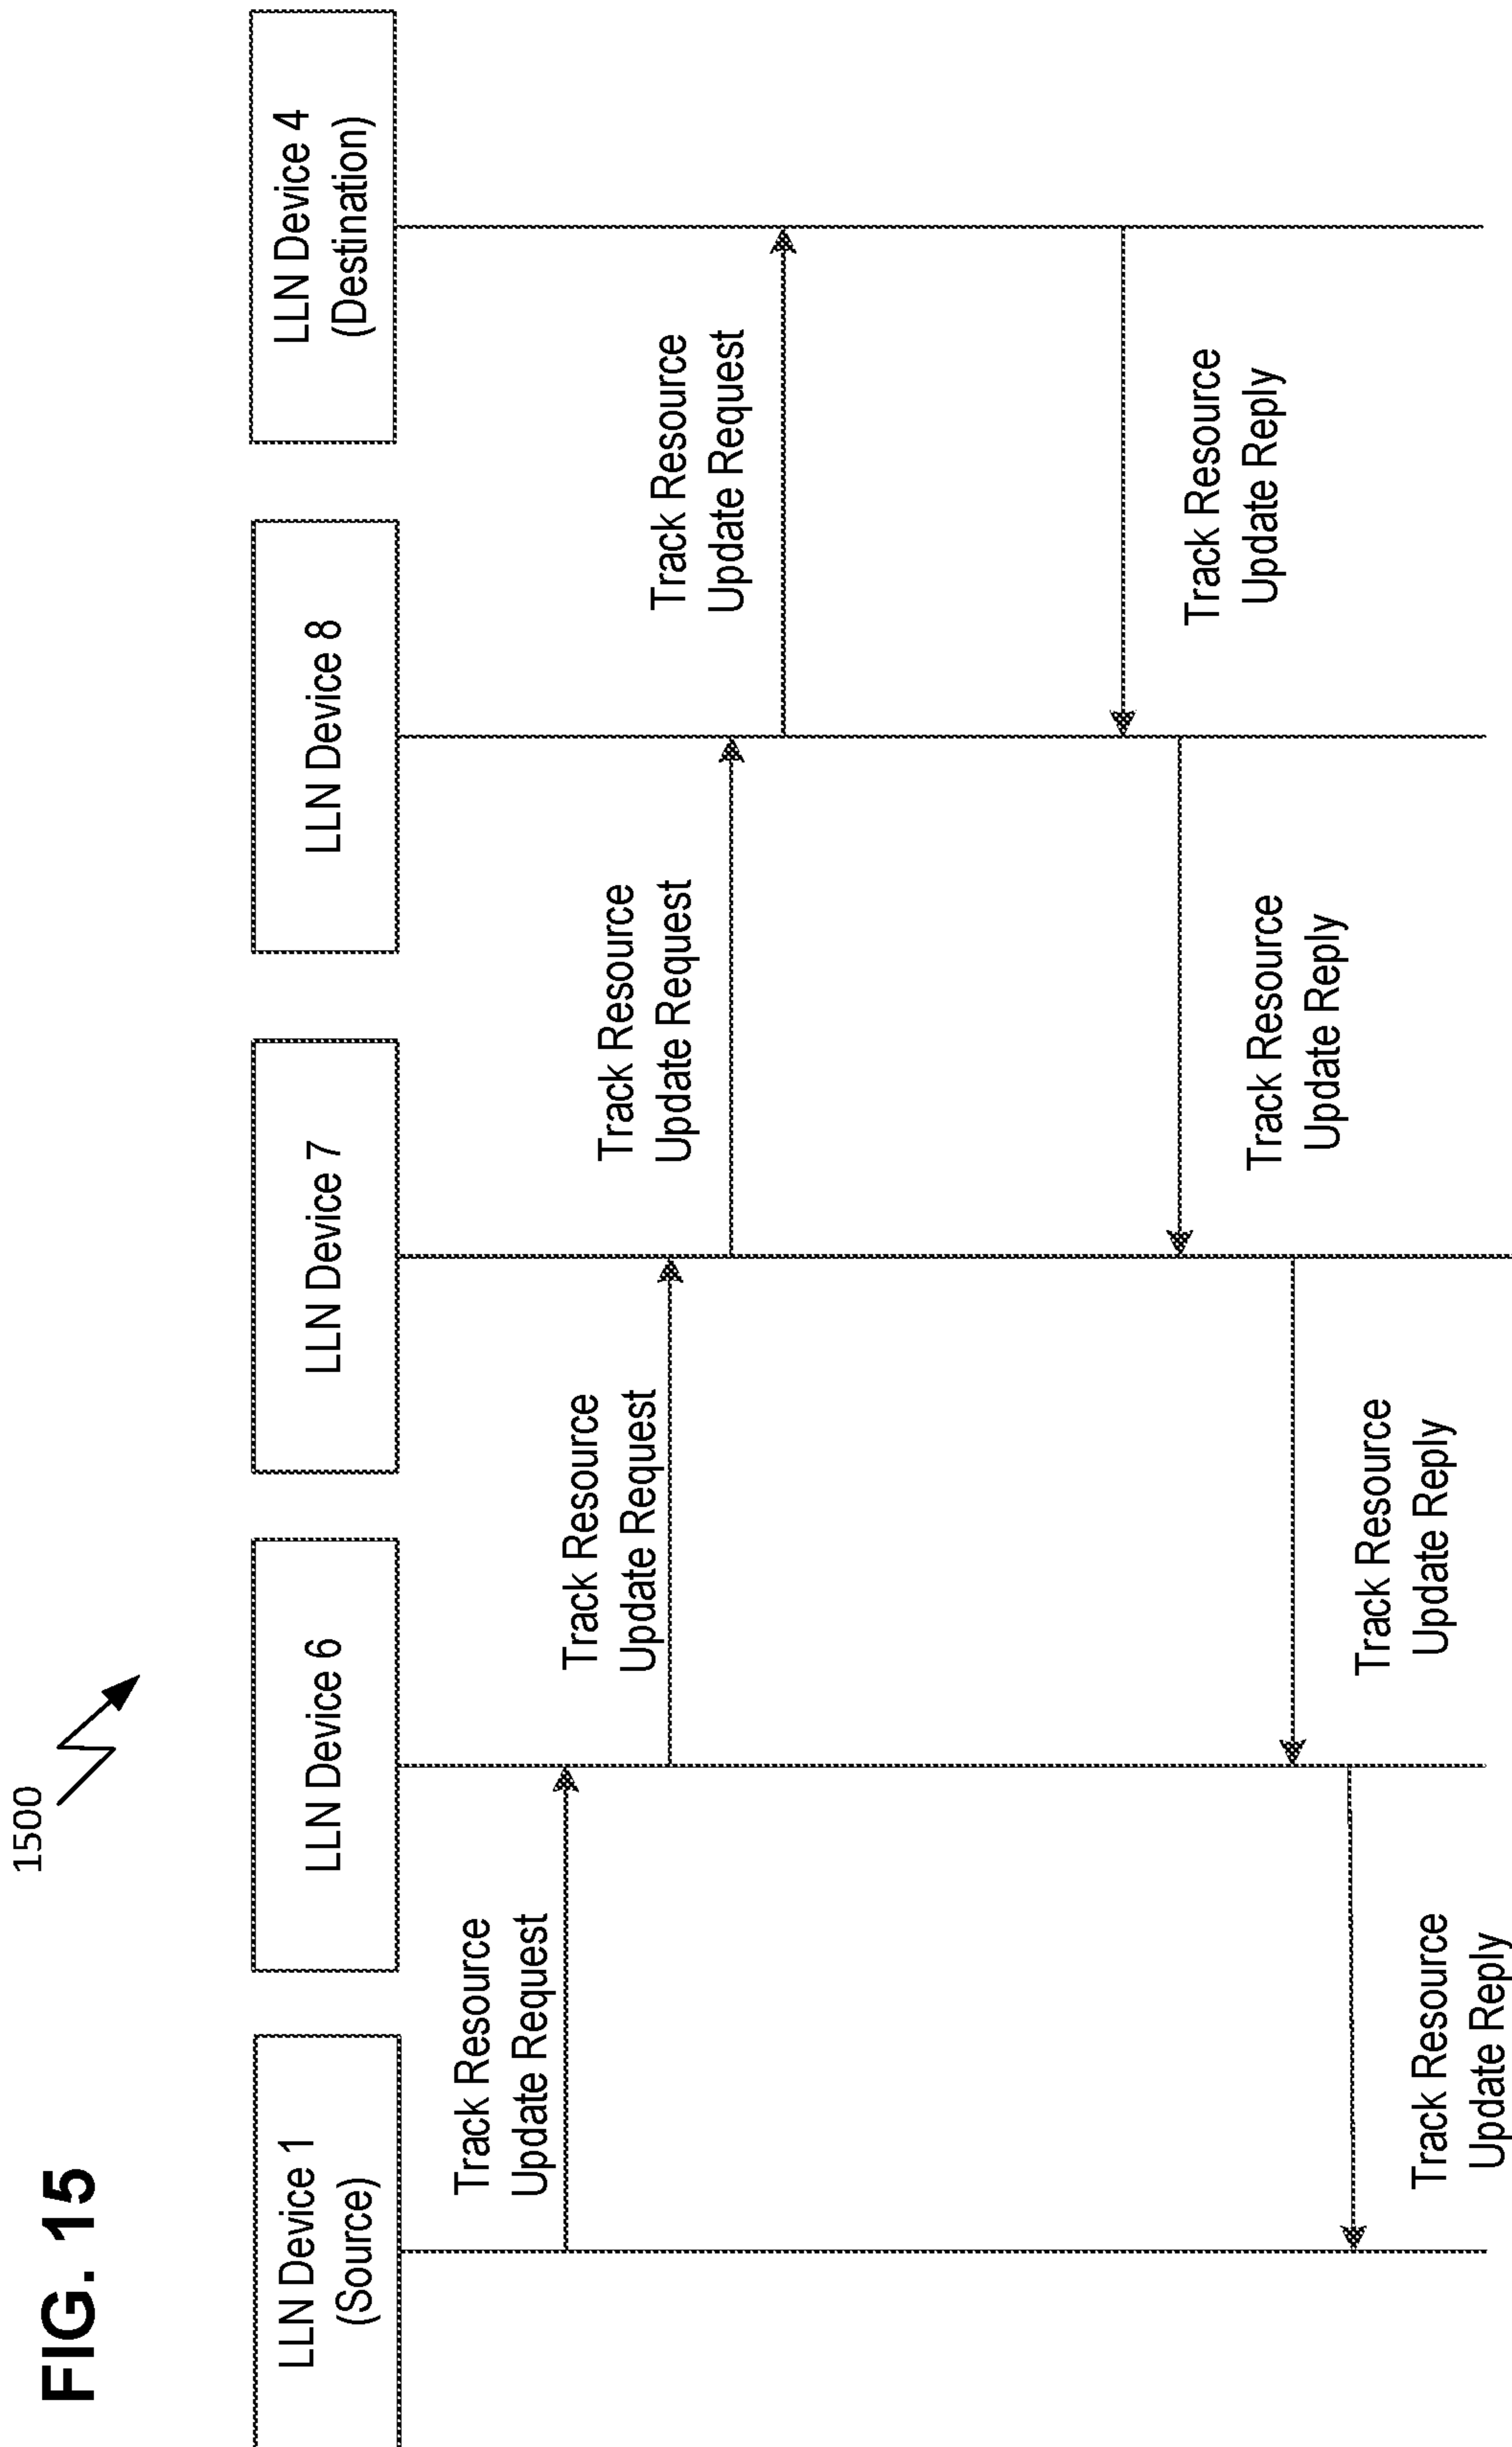 FIG. 15
1500
LLN Device 1
(Source)
LLN Device 6
LLN Device 7
LLN Device 8
LLN Device 4
(Destination)
Track Resource
Update Request
Track Resource
Update Request
Track Resource
Update Request
Track Resource
Update Request
Track Resource
Update Reply
Track Resource
Update Reply
Track Resource
Update Reply
Track Resource
Update Reply